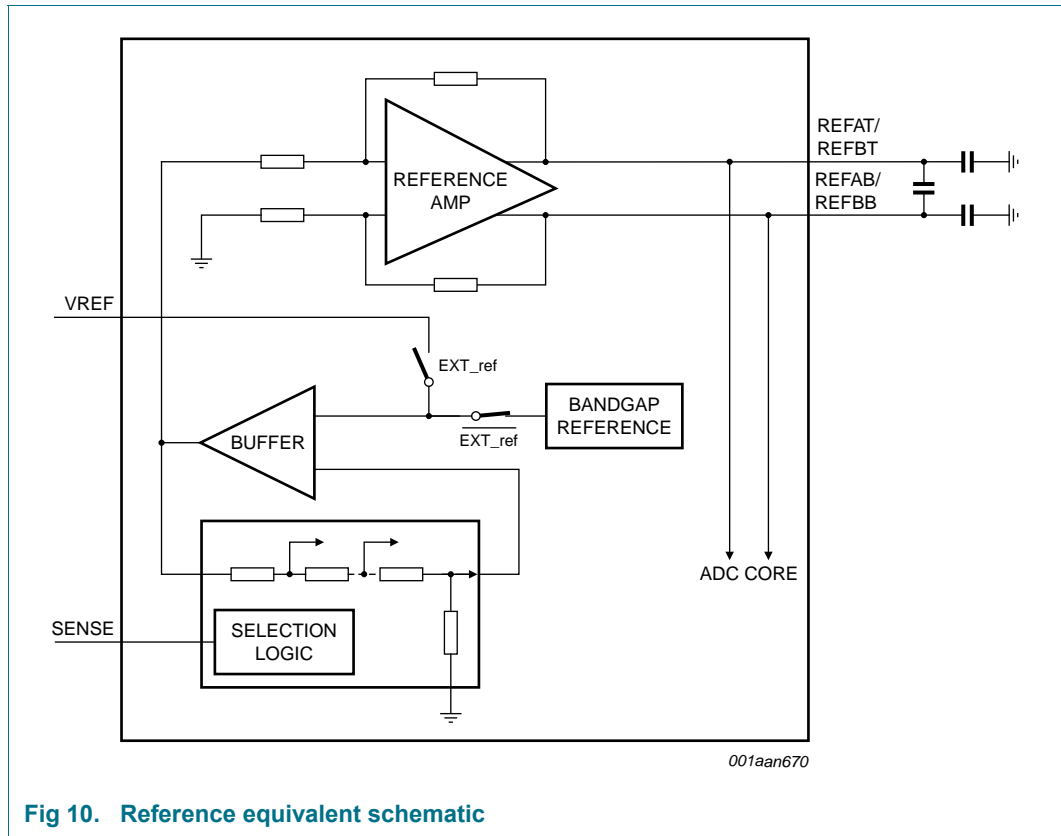 REFAT/
REFBT
REFERENCE
AMP
REFAB/
REFBB
VREF
EXT_ref
BANDGAP
REFERENCE
BUFFER
EXT_ref
ADC CORE
SENSE
SELECTION
LOGIC
001aan670
Fig 10. Reference equivalent schematic